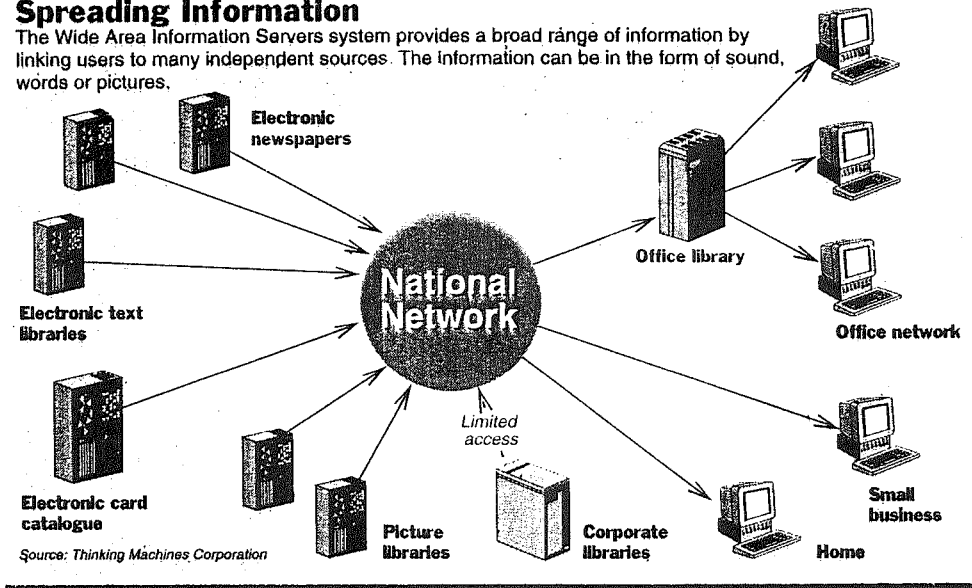 Spreading Information
The Wide Area Information Servers system provides a broad range of information by
linking users to many independent sources. The information can be in the form of sound,
words or pictures.
Electronic
newspapers
Electronic text
libraries
Electronic card
catalogue
National
Network
Office library
Office network
Limited
access
Picture
libraries
Corporate
libraries
Small
business
Home
Source: Thinking Machines Corporation